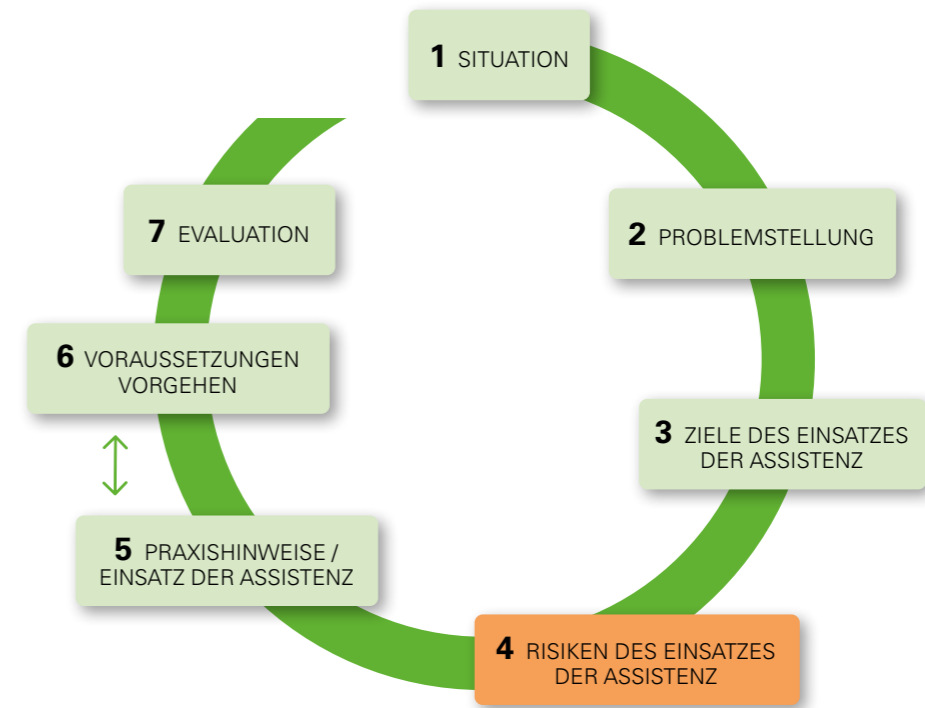 1 SITUATION
2 PROBLEMSTELLUNG
3 ZIELE DES EINSATZES
DER ASSISTENZ
4 RISIKEN DES EINSATZES
DER ASSISTENZ
5 PRAXISHINWEISE /
EINSATZ DER ASSISTENZ
6 VORAUSSETZUNGEN
VORGEHEN
7 EVALUATION